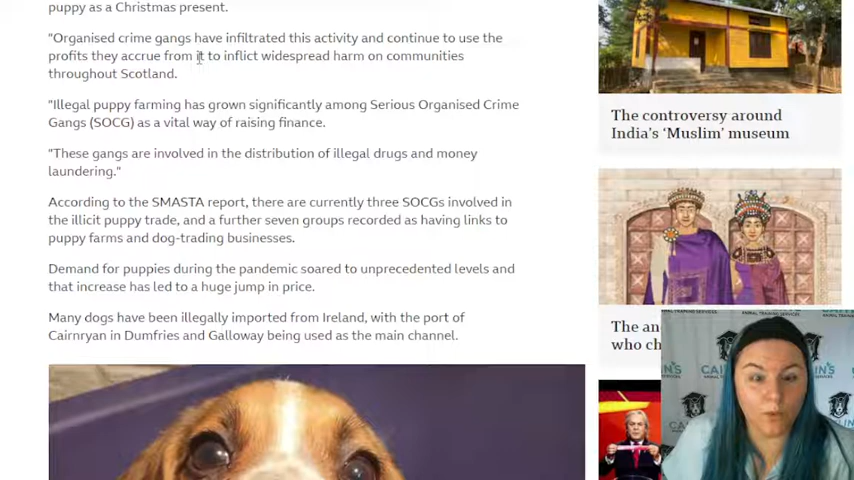 puppy as a Christmas present.
"Organised crime gangs have infiltrated this activity and continue to use the
profits they accrue from it to inflict widespread harm on communities
throughout Scotland.
"Illegal puppy farming has grown significantly among Serious Organised Crime
Gangs (SOCG) as a vital way of raising finance.
"These gangs are involved in the distribution of illegal drugs and money
laundering."
According to the SMASTA report, there are currently three SOCGs involved in
the illicit puppy trade, and a further seven groups recorded as having links to
puppy farms and dog-trading businesses.
Demand for puppies during the pandemic soared to unprecedented levels and
that increase has led to a huge jump in price.
Many dogs have been illegally imported from Ireland, with the port of
Cairnryan in Dumfries and Galloway being used as the main channel.
The controversy around
India's 'Muslim' museum
The
who